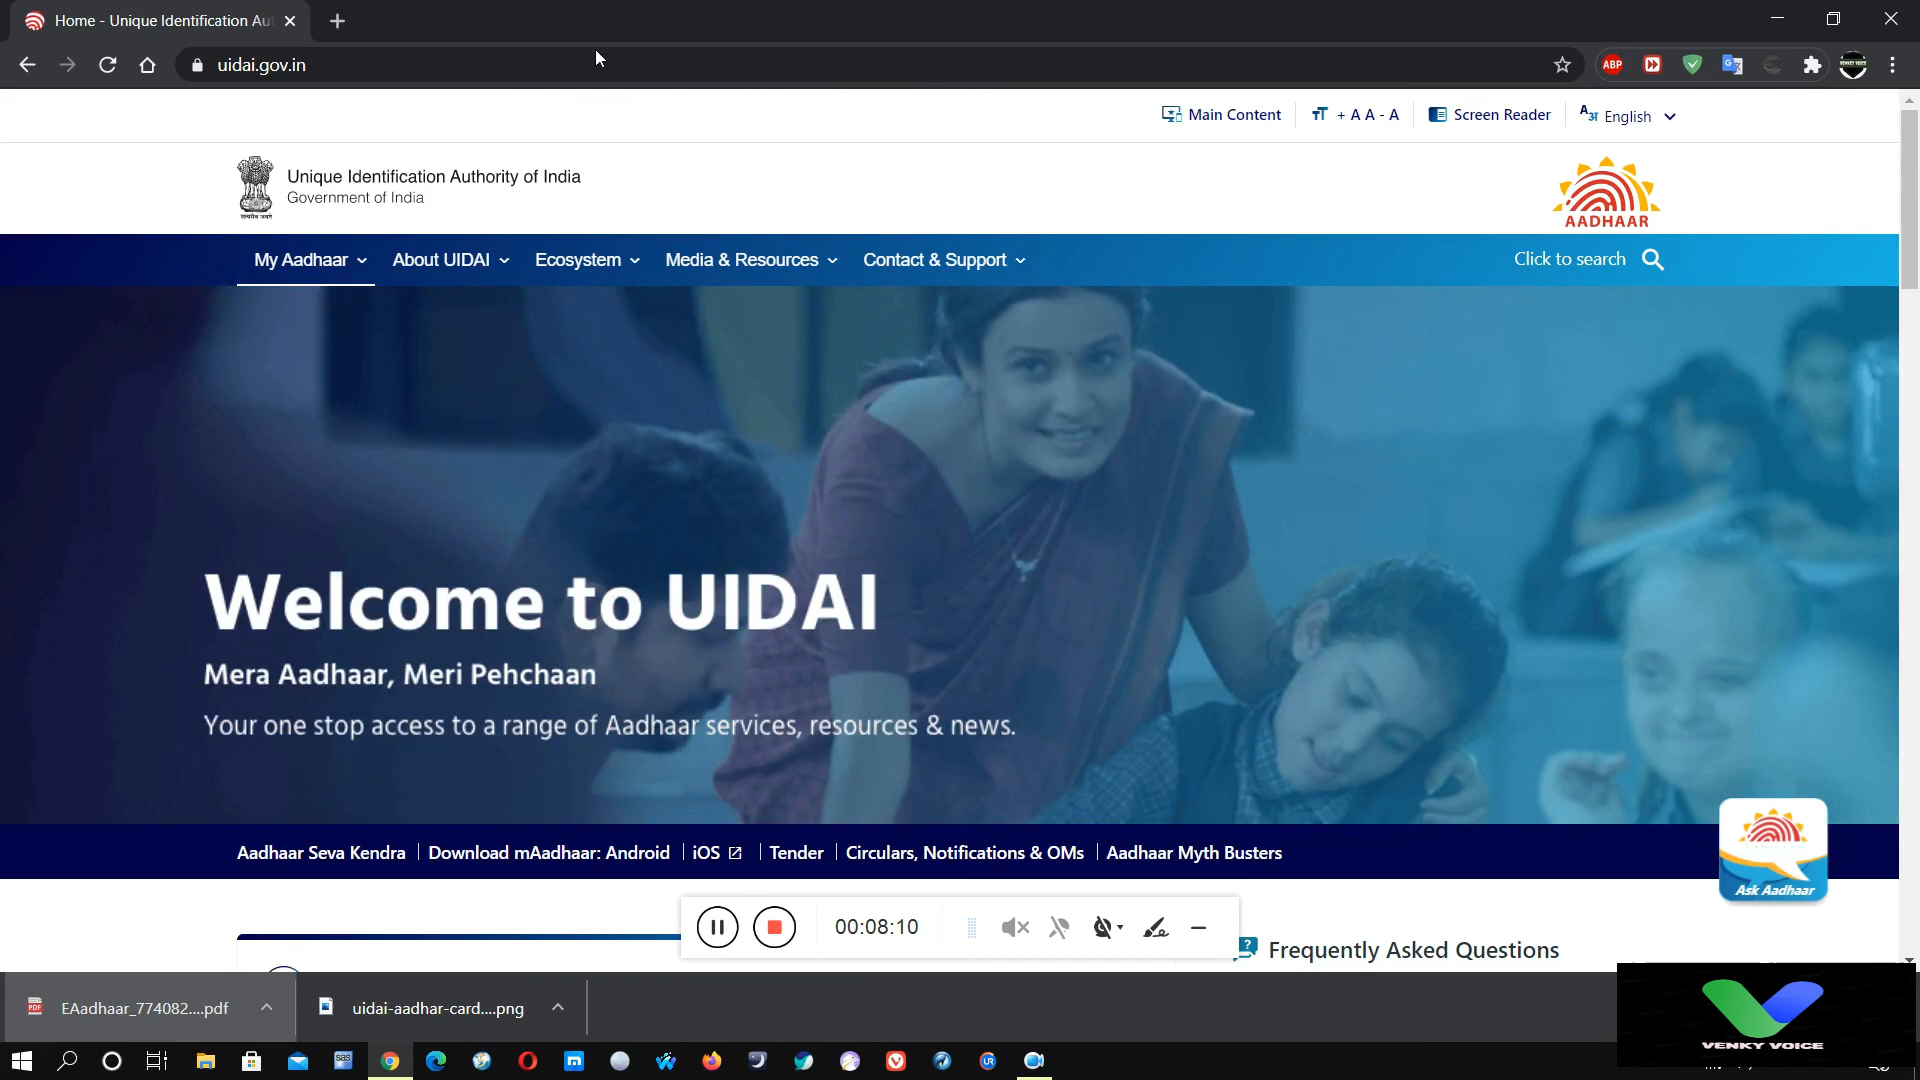 Home - Unique Identification Au
uidai.gov.in
ABP
Main Content
+ A A - A
Screen Reader
English
Unique Identification Authority of India
Government of India
सत्यमेव जयते
AADHAAR
My Aadhaar
About UIDAI
Ecosystem
Media & Resources
Contact & Support
Click to search
Welcome to UIDAI
Mera Aadhaar, Meri Pehchaan
Your one stop access to a range of Aadhaar services, resources & news.
Aadhaar Seva Kendra
Download mAadhaar: Android
iOS
Tender
Circulars, Notifications & OMs
Aadhaar Myth Busters
Ask Aadhaar
00:08:10
Frequently Asked Questions
EAadhaar_774082....pdf
uidai-aadhar-card....png
VENKY VOICE